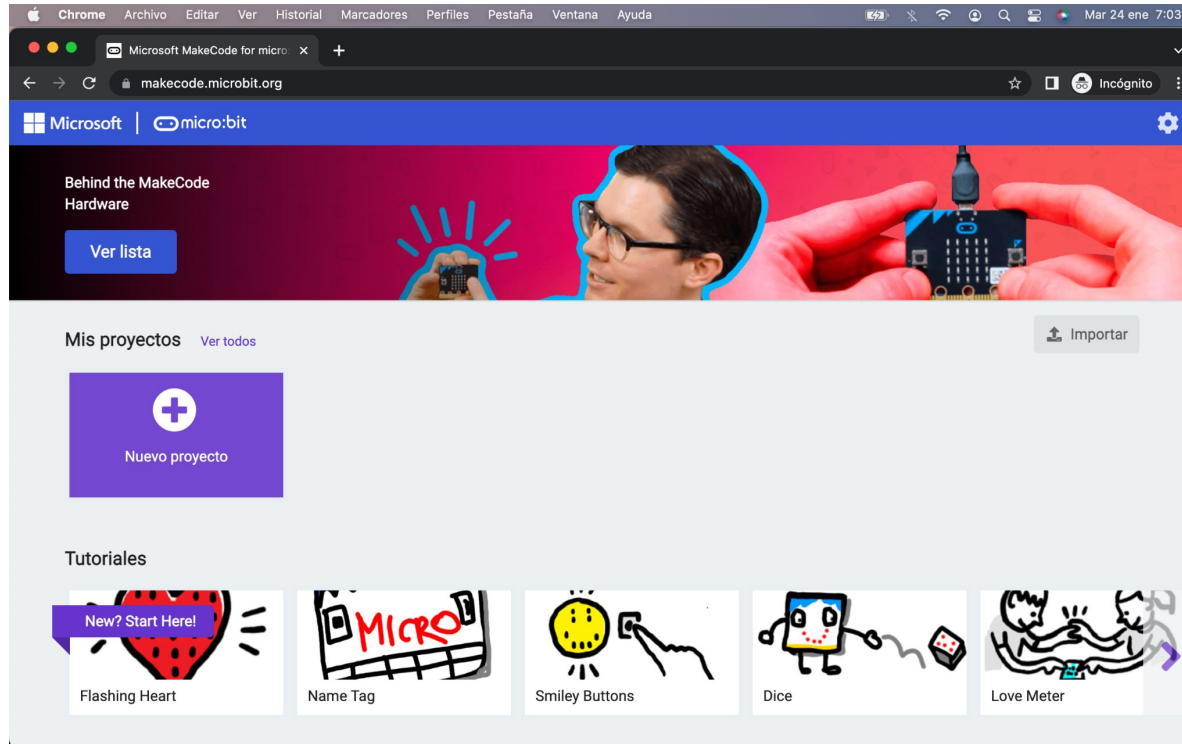 Chrome Archivo Editar Ver Historial Marcadores Perfiles Pestaña Ventana Ayuda Mar 24 ene 7:03
Microsoft MakeCode for micro:
makecode.microbit.org Incógnito
Microsoft micro:bit
Behind the MakeCode
Hardware
Ver lista
Mis proyectos Ver todos Importar
Nuevo proyecto
Tutoriales
New? Start Here!
MICRO
Flashing Heart Name Tag Smiley Buttons Dice Love Meter